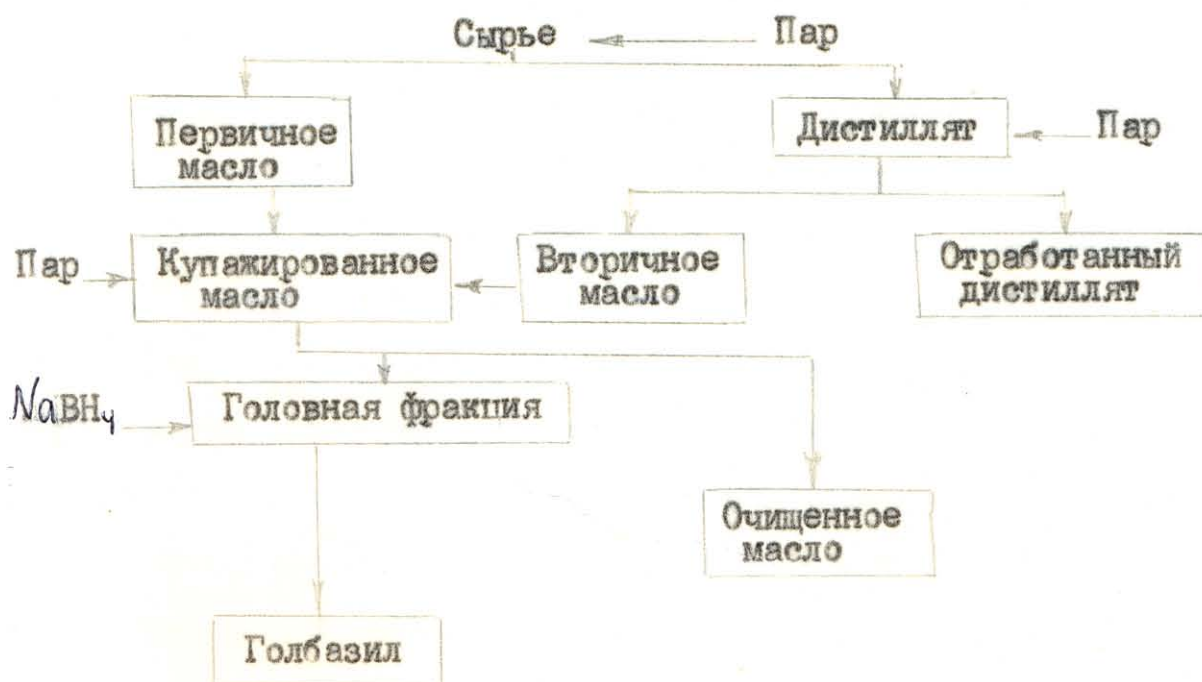 Сырье Пар
Первичное
масло
Дистиллят Пар
Пар
Купажированное
масло
Вторичное
масло
Отработанный
дистиллят
NaBH4
Головная фракция
Очищенное
масло
Голбазил